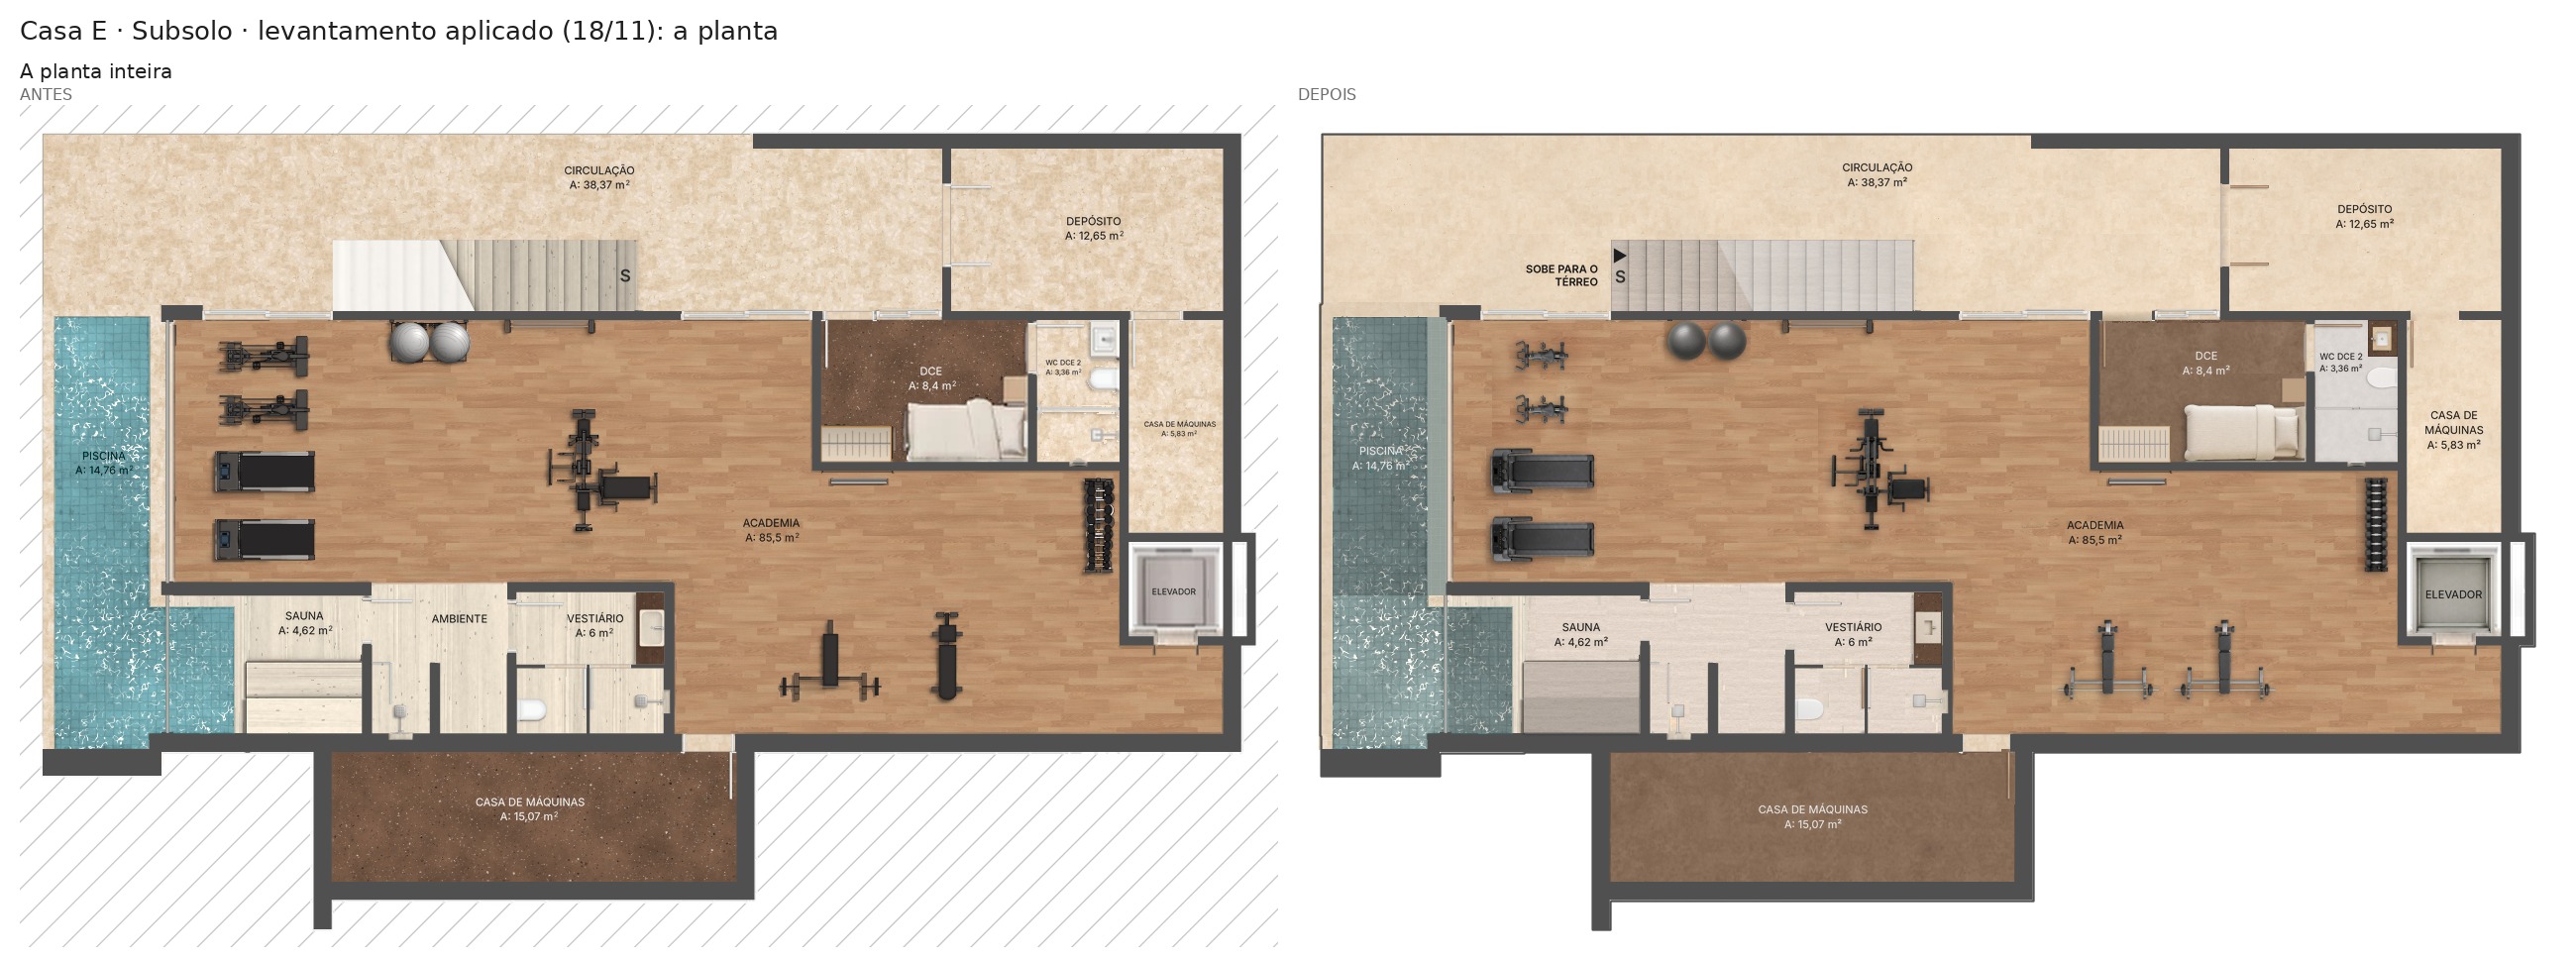 Casa E · Subsolo · levantamento aplicado (18/11): a planta
A planta inteira
ANTES
CIRCULAÇÃO
A: 38,37 m²
DEPÓSITO
A: 12,65 m²
S
DCE
A: 8,4 m²
WC DCE 2
A: 3,36 m²
CASA DE MÁQUINAS
A: 5,83 m²
PISCINA
A: 14,76 m²
ACADEMIA
A: 85,5 m²
ELEVADOR
SAUNA
A: 4,62 m²
AMBIENTE
VESTIÁRIO
A: 6 m²
CASA DE MÁQUINAS
A: 15,07 m²
DEPOIS
CIRCULAÇÃO
A: 38,37 m²
DEPÓSITO
A: 12,65 m²
SOBE PARA O
TÉRREO
S
DCE
A: 8,4 m²
WC DCE 2
A: 3,36 m²
CASA DE
MÁQUINAS
A: 5,83 m²
PISCINA
A: 14,76 m²
ACADEMIA
A: 85,5 m²
ELEVADOR
SAUNA
A: 4,62 m²
VESTIÁRIO
A: 6 m²
CASA DE MÁQUINAS
A: 15,07 m²